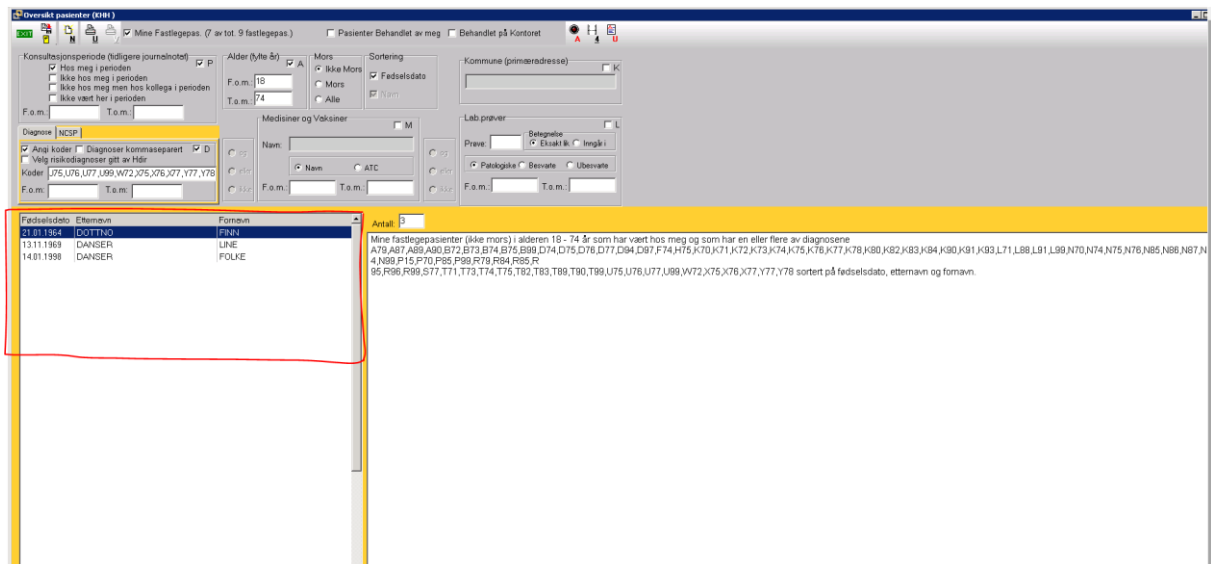 Oversikt pasienter (KHH )
EXIT N U Mine Fastlegepas. (7 av tot. 9 fastlegepas.) Pasienter Behandlet av meg Behandlet på Kontoret A 4 U
Konsultasjonsperiode (tidligere journalnotat) P
Hos meg i perioden
Ikke hos meg i perioden
Ikke hos meg men hos kollega i perioden
Ikke vært her i perioden
F.o.m.: T.o.m.:
Alder (fylte år) A
F.o.m.: 18
T.o.m.: 74
Mors
Ikke Mors
Mors
Alle
Sortering
Fødselsdato
Navn
Kommune (primæradresse) K
Diagnose NCSP
Angi koder Diagnoser kommaseparert D
Velg risikodiagnoser gitt av Hdir
Koder J75,U76,U77,U99,W72,X75,X76,X77,Y77,Y78
F.o.m: T.o.m:
og
eller
ikke
Medisiner og Vaksiner M
Navn:
Navn ATC
F.o.m.: T.o.m.:
og
eller
ikke
Lab.prøver L
Prøve: Betegnelse
Eksakt lik Inngår i
Patologiske Besvarte Ubesvarte
F.o.m.: T.o.m.:
Fødselsdato Etternavn Fornavn
21.01.1964 DOTTNO FINN
13.11.1969 DANSER LINE
14.01.1998 DANSER FOLKE
Antall: 3
Mine fastlegepasienter (ikke mors) i alderen 18 - 74 år som har vært hos meg og som har en eller flere av diagnosene
A79,A87,A89,A90,B72,B73,B74,B75,B99,D74,D75,D76,D77,D94,D97,F74,H75,K70,K71,K72,K73,K74,K75,K76,K77,K78,K80,K82,K83,K84,K90,K91,K93,L71,L88,L91,L99,N70,N74,N75,N76,N85,N86,N87,N
4,N99,P15,P70,P85,P99,R79,R84,R85,R
95,R96,R99,S77,T71,T73,T74,T75,T82,T83,T89,T90,T99,U75,U76,U77,U99,W72,X75,X76,X77,Y77,Y78 sortert på fødselsdato, etternavn og fornavn.